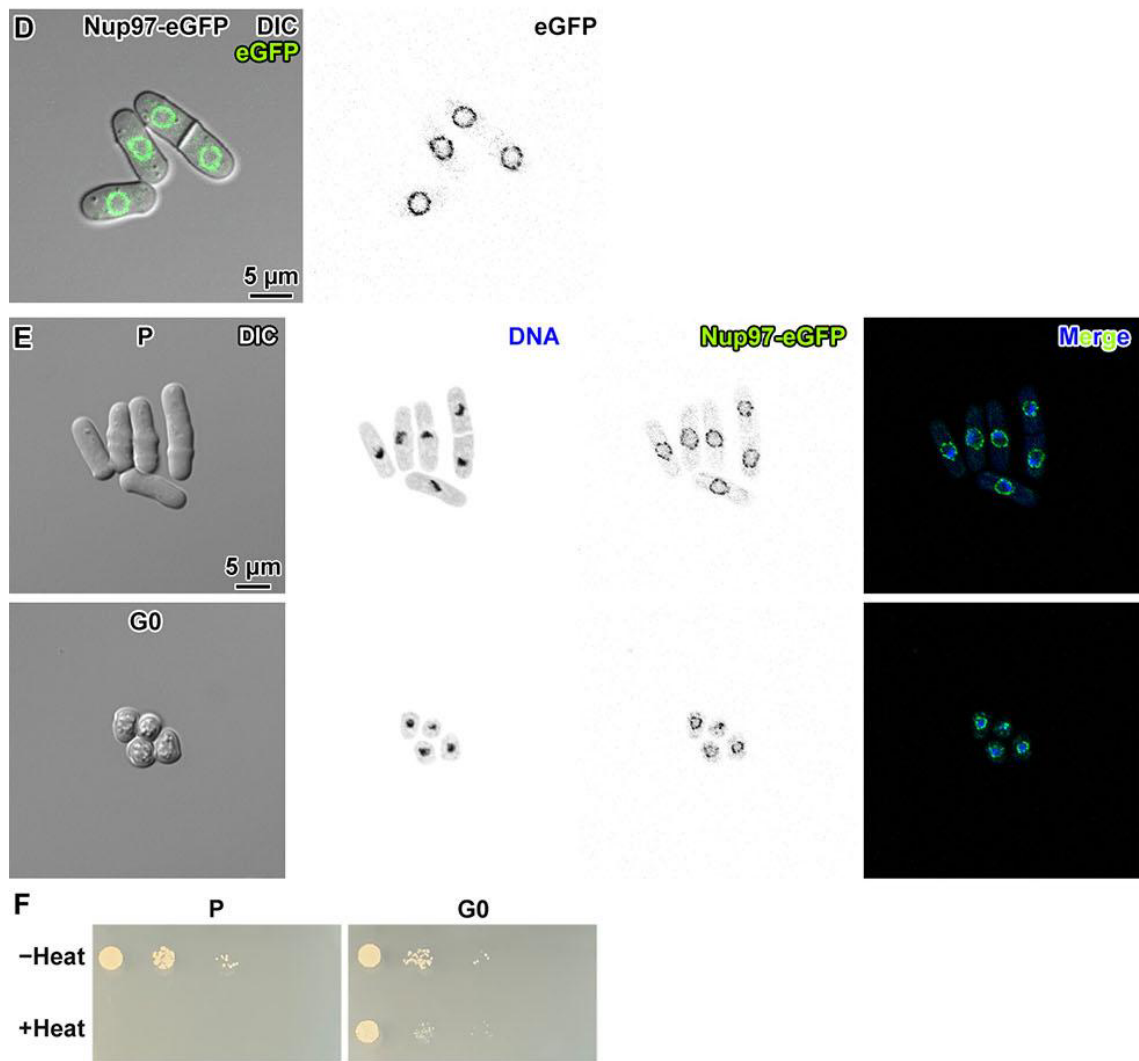 D Nup97-eGFP DIC eGFP
eGFP
5 µm
E P DIC DNA Nup97-eGFP Merge
5 µm
G0
F P G0
−Heat
+Heat